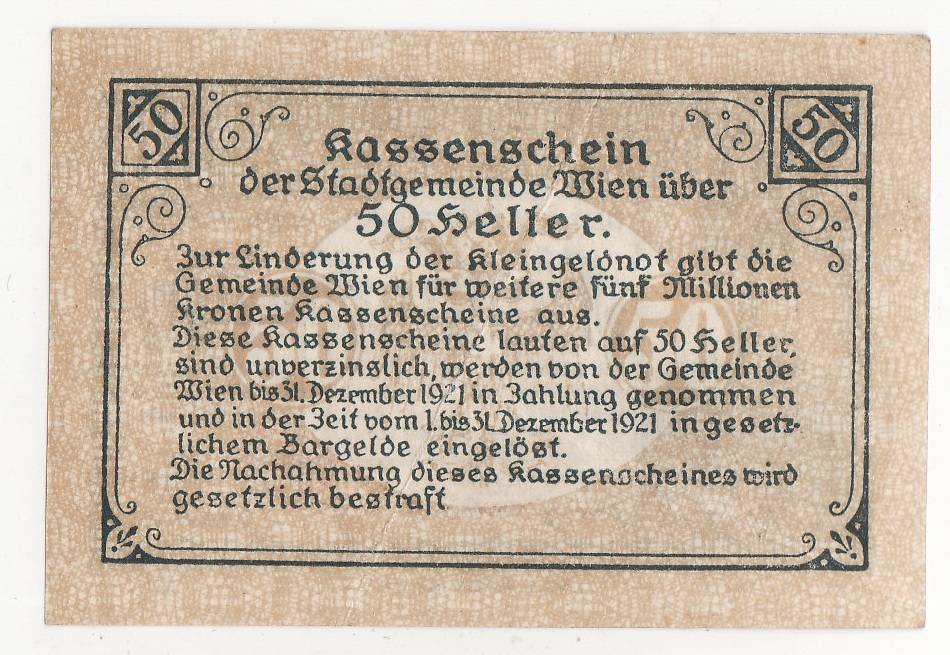 50
50
Kassenschein
der Stadtgemeinde Wien über
50 Heller.
Zur Linderung der Kleingeldnot gibt die
Gemeinde Wien für weitere fünf Millionen
Kronen Kassenscheine aus.
Diese Kassenscheine lauten auf 50 Heller,
sind unverzinslich, werden von der Gemeinde
Wien bis 31. Dezember 1921 in Zahlung genommen
und in der Zeit vom 1. bis 31. Dezember 1921 in gesetz-
lichem Bargelde eingelöst.
Die Nachahmung dieses Kassenscheines wird
gesetzlich bestraft.
50
50